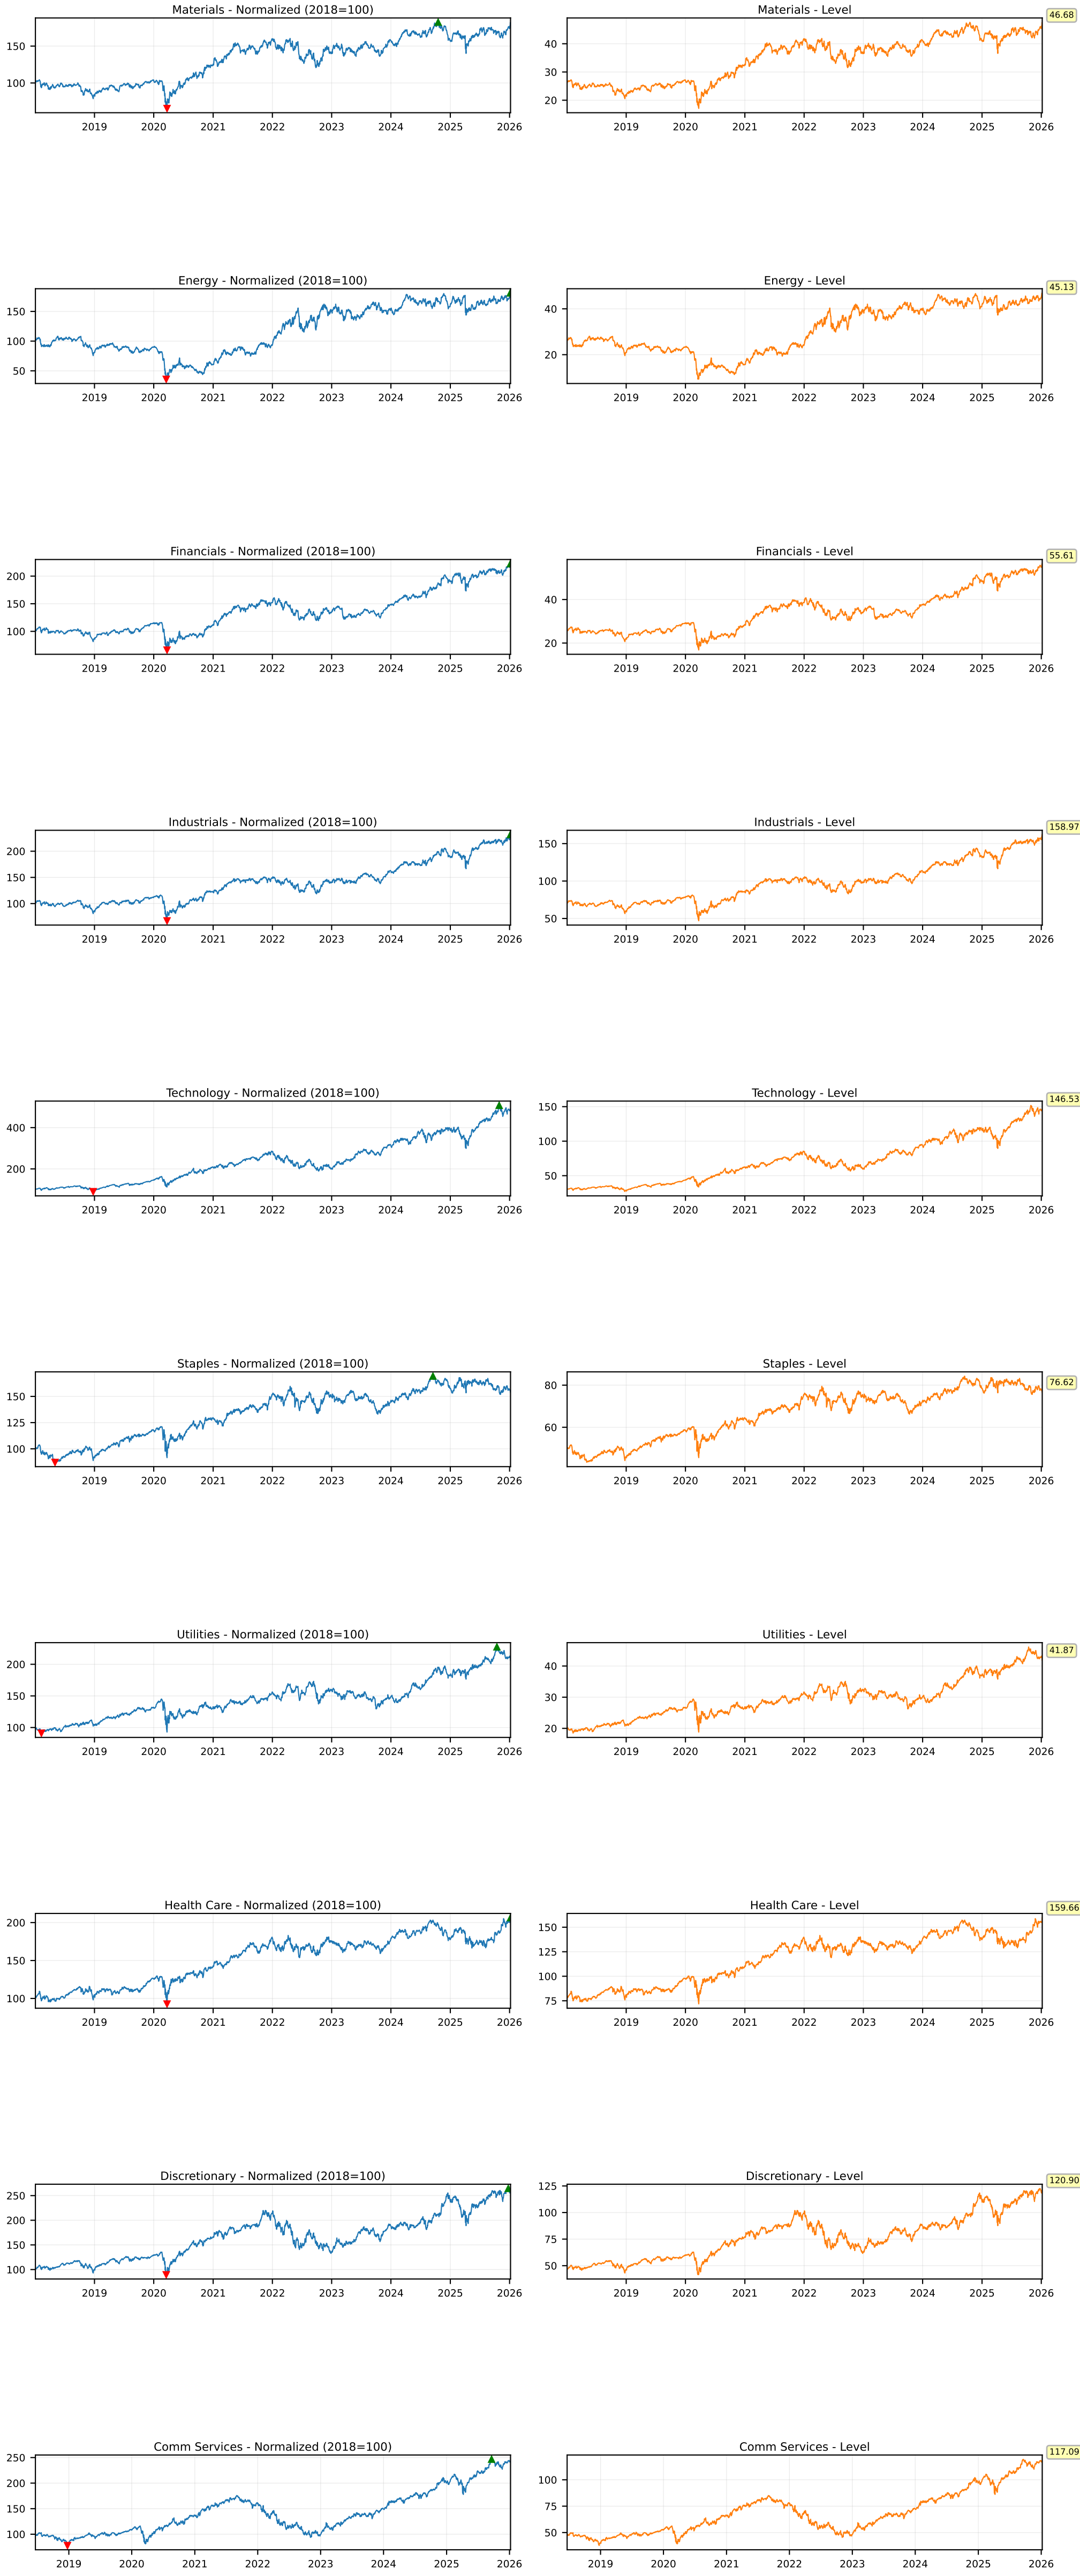 Materials - Normalized (2018=100)
150
100
2019 2020 2021 2022 2023 2024 2025 2026
Materials - Level
46.68
40
30
20
2019 2020 2021 2022 2023 2024 2025 2026
Energy - Normalized (2018=100)
150
100
50
2019 2020 2021 2022 2023 2024 2025 2026
Energy - Level
45.13
40
20
2019 2020 2021 2022 2023 2024 2025 2026
Financials - Normalized (2018=100)
200
150
100
2019 2020 2021 2022 2023 2024 2025 2026
Financials - Level
55.61
40
20
2019 2020 2021 2022 2023 2024 2025 2026
Industrials - Normalized (2018=100)
200
150
100
2019 2020 2021 2022 2023 2024 2025 2026
Industrials - Level
158.97
150
100
50
2019 2020 2021 2022 2023 2024 2025 2026
Technology - Normalized (2018=100)
400
200
2019 2020 2021 2022 2023 2024 2025 2026
Technology - Level
146.53
150
100
50
2019 2020 2021 2022 2023 2024 2025 2026
Staples - Normalized (2018=100)
150
125
100
2019 2020 2021 2022 2023 2024 2025 2026
Staples - Level
76.62
80
60
2019 2020 2021 2022 2023 2024 2025 2026
Utilities - Normalized (2018=100)
200
150
100
2019 2020 2021 2022 2023 2024 2025 2026
Utilities - Level
41.87
40
30
20
2019 2020 2021 2022 2023 2024 2025 2026
Health Care - Normalized (2018=100)
200
150
100
2019 2020 2021 2022 2023 2024 2025 2026
Health Care - Level
159.66
150
125
100
75
2019 2020 2021 2022 2023 2024 2025 2026
Discretionary - Normalized (2018=100)
250
200
150
100
2019 2020 2021 2022 2023 2024 2025 2026
Discretionary - Level
120.90
125
100
75
50
2019 2020 2021 2022 2023 2024 2025 2026
Comm Services - Normalized (2018=100)
250
200
150
100
2019 2020 2021 2022 2023 2024 2025 2026
Comm Services - Level
117.09
100
75
50
2019 2020 2021 2022 2023 2024 2025 2026